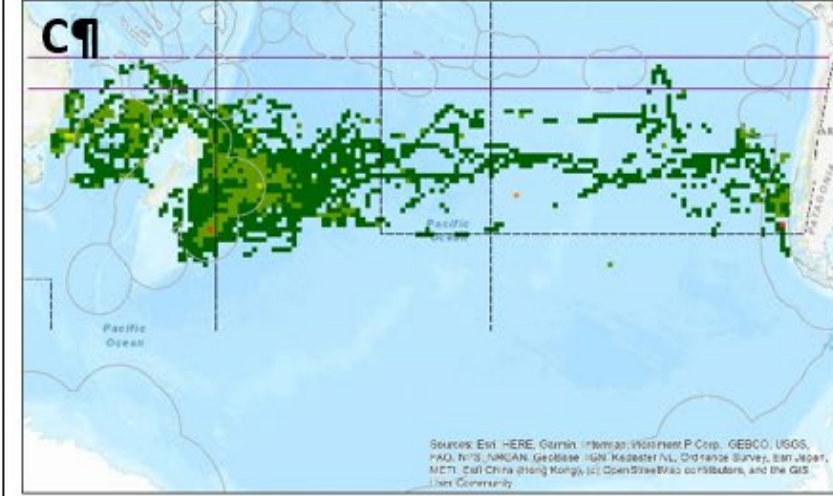 C¶
PATAGONIA
Pacific
Ocean
Pacific
Ocean
Sources: Esri, HERE, Garmin, Intermap, increment P Corp., GEBCO, USGS,
FAO, NPS, NRCAN, GeoBase, IGN, Kadaster NL, Ordnance Survey, Esri Japan,
METI, Esri China (Hong Kong), (c) OpenStreetMap contributors, and the GIS
User Community